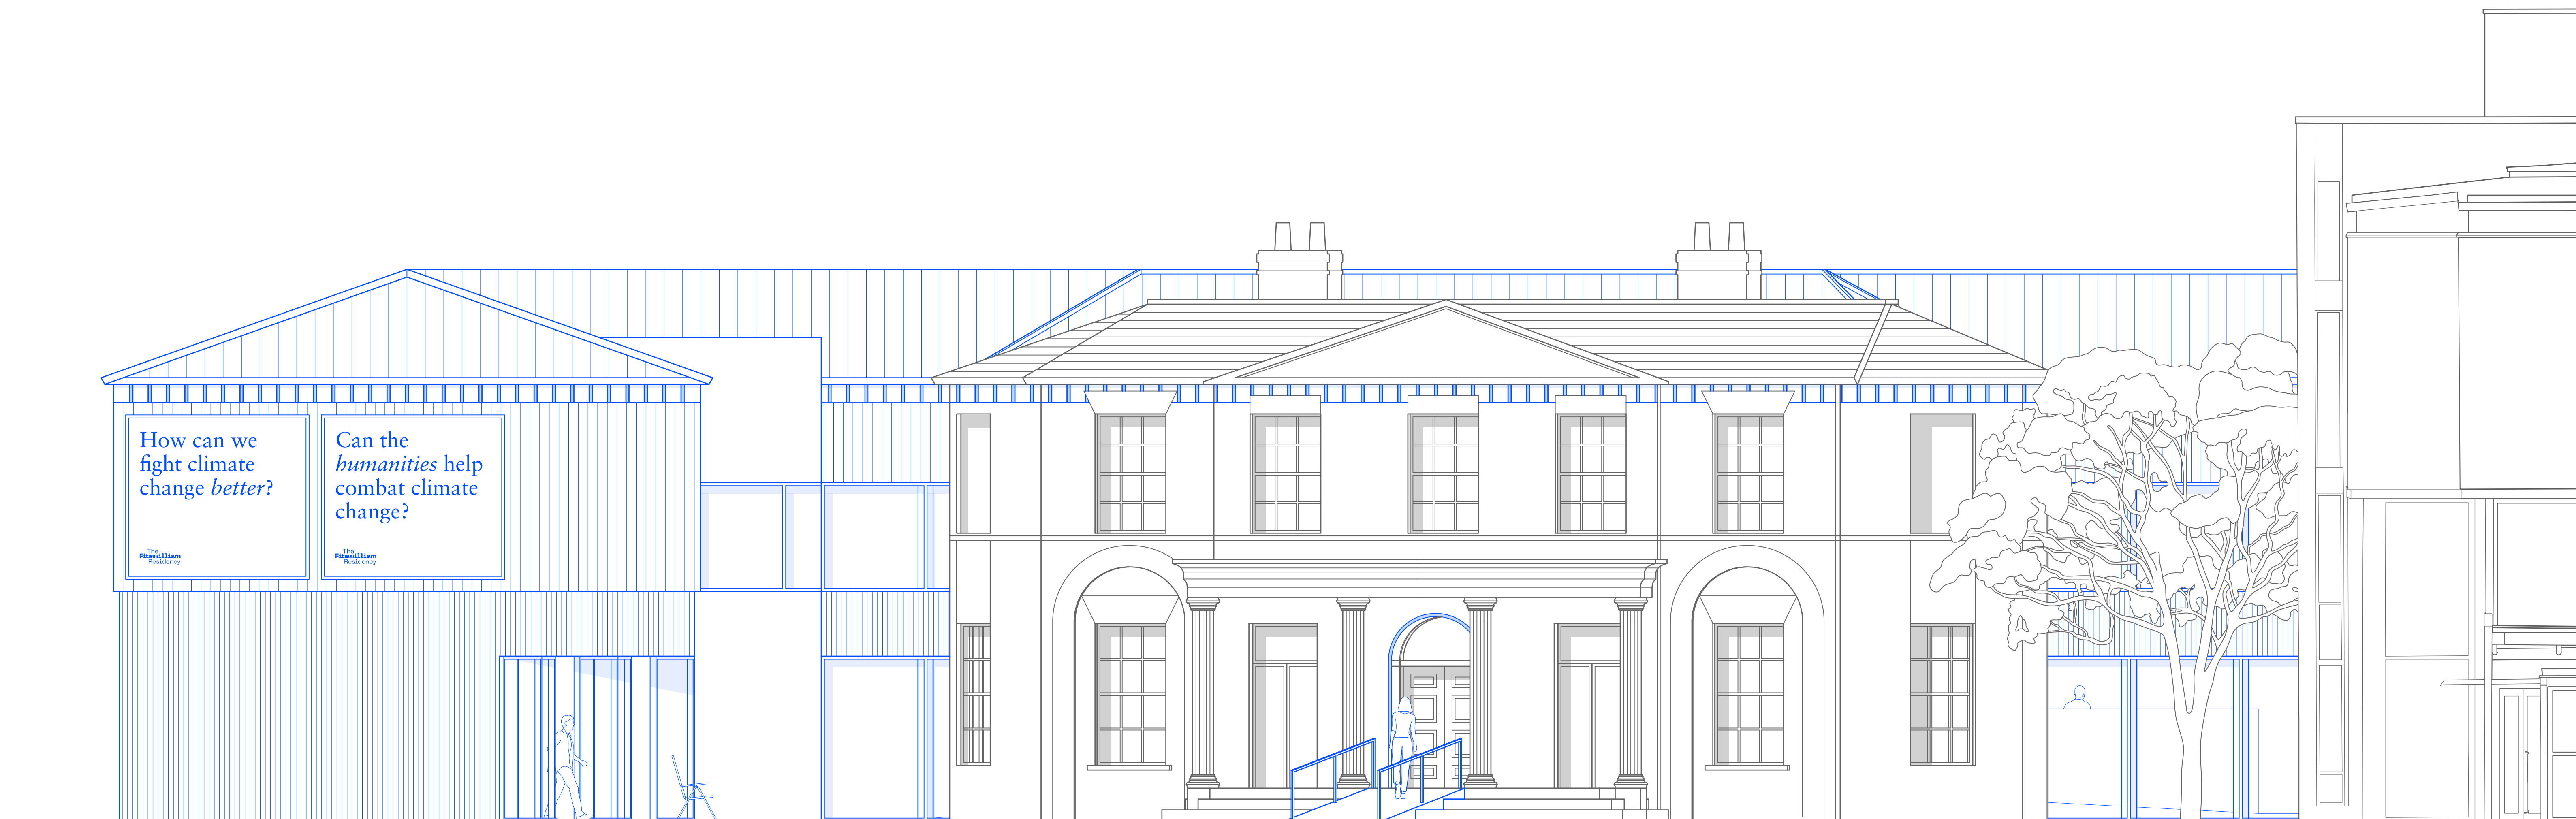 How can we
fight climate
change better?
The
Fitzwilliam
Residency
Can the
humanities help
combat climate
change?
The
Fitzwilliam
Residency